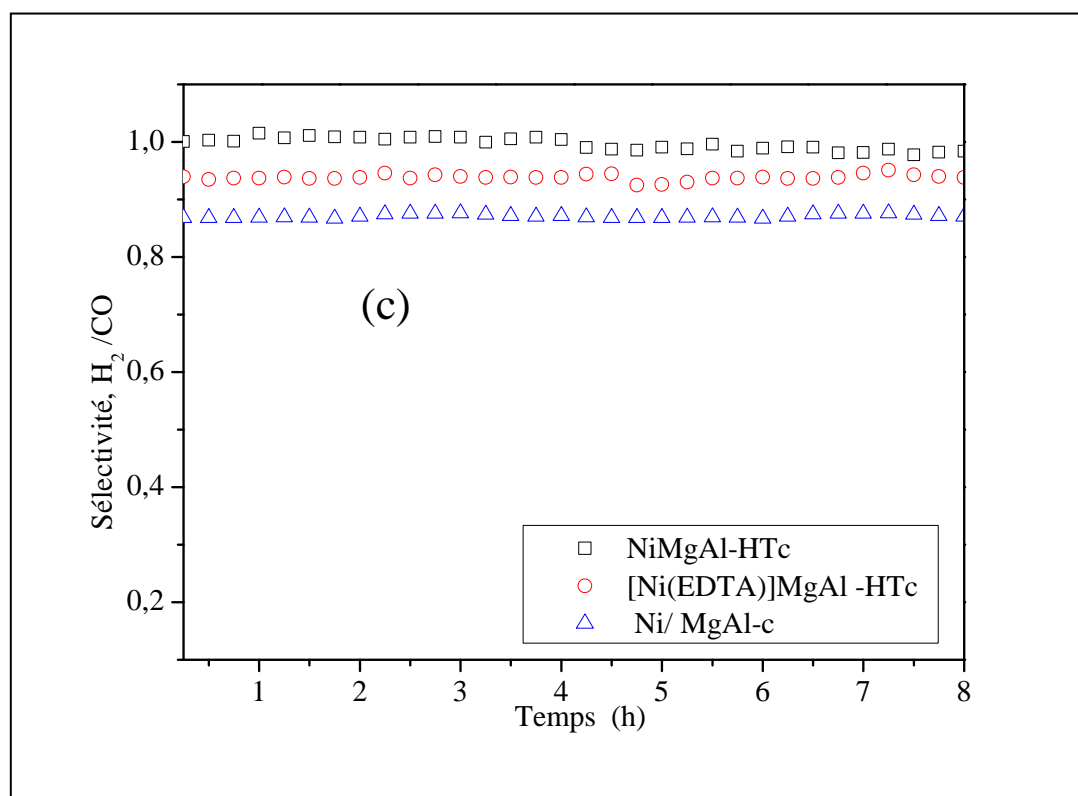 Sélectivité, H₂ /CO
1,0
0,8
0,6
0,4
0,2
(c)
NiMgAl-HTc
[Ni(EDTA)]MgAl -HTc
Ni/ MgAl-c
1 2 3 4 5 6 7 8
Temps (h)